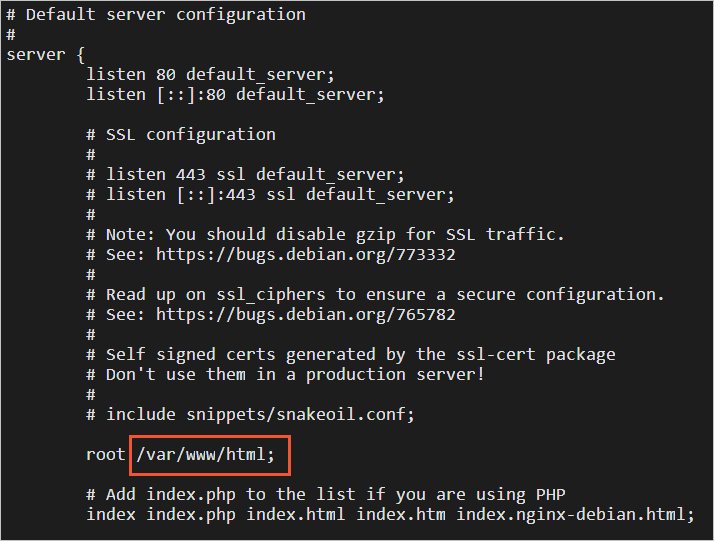 # Default server configuration
#
server {
listen 80 default_server;
listen [::]:80 default_server;
# SSL configuration
#
# listen 443 ssl default_server;
# listen [::]:443 ssl default_server;
#
# Note: You should disable gzip for SSL traffic.
# See: https://bugs.debian.org/773332
#
# Read up on ssl_ciphers to ensure a secure configuration.
# See: https://bugs.debian.org/765782
#
# Self signed certs generated by the ssl-cert package
# Don't use them in a production server!
#
# include snippets/snakeoil.conf;
root /var/www/html;
# Add index.php to the list if you are using PHP
index index.php index.html index.htm index.nginx-debian.html;